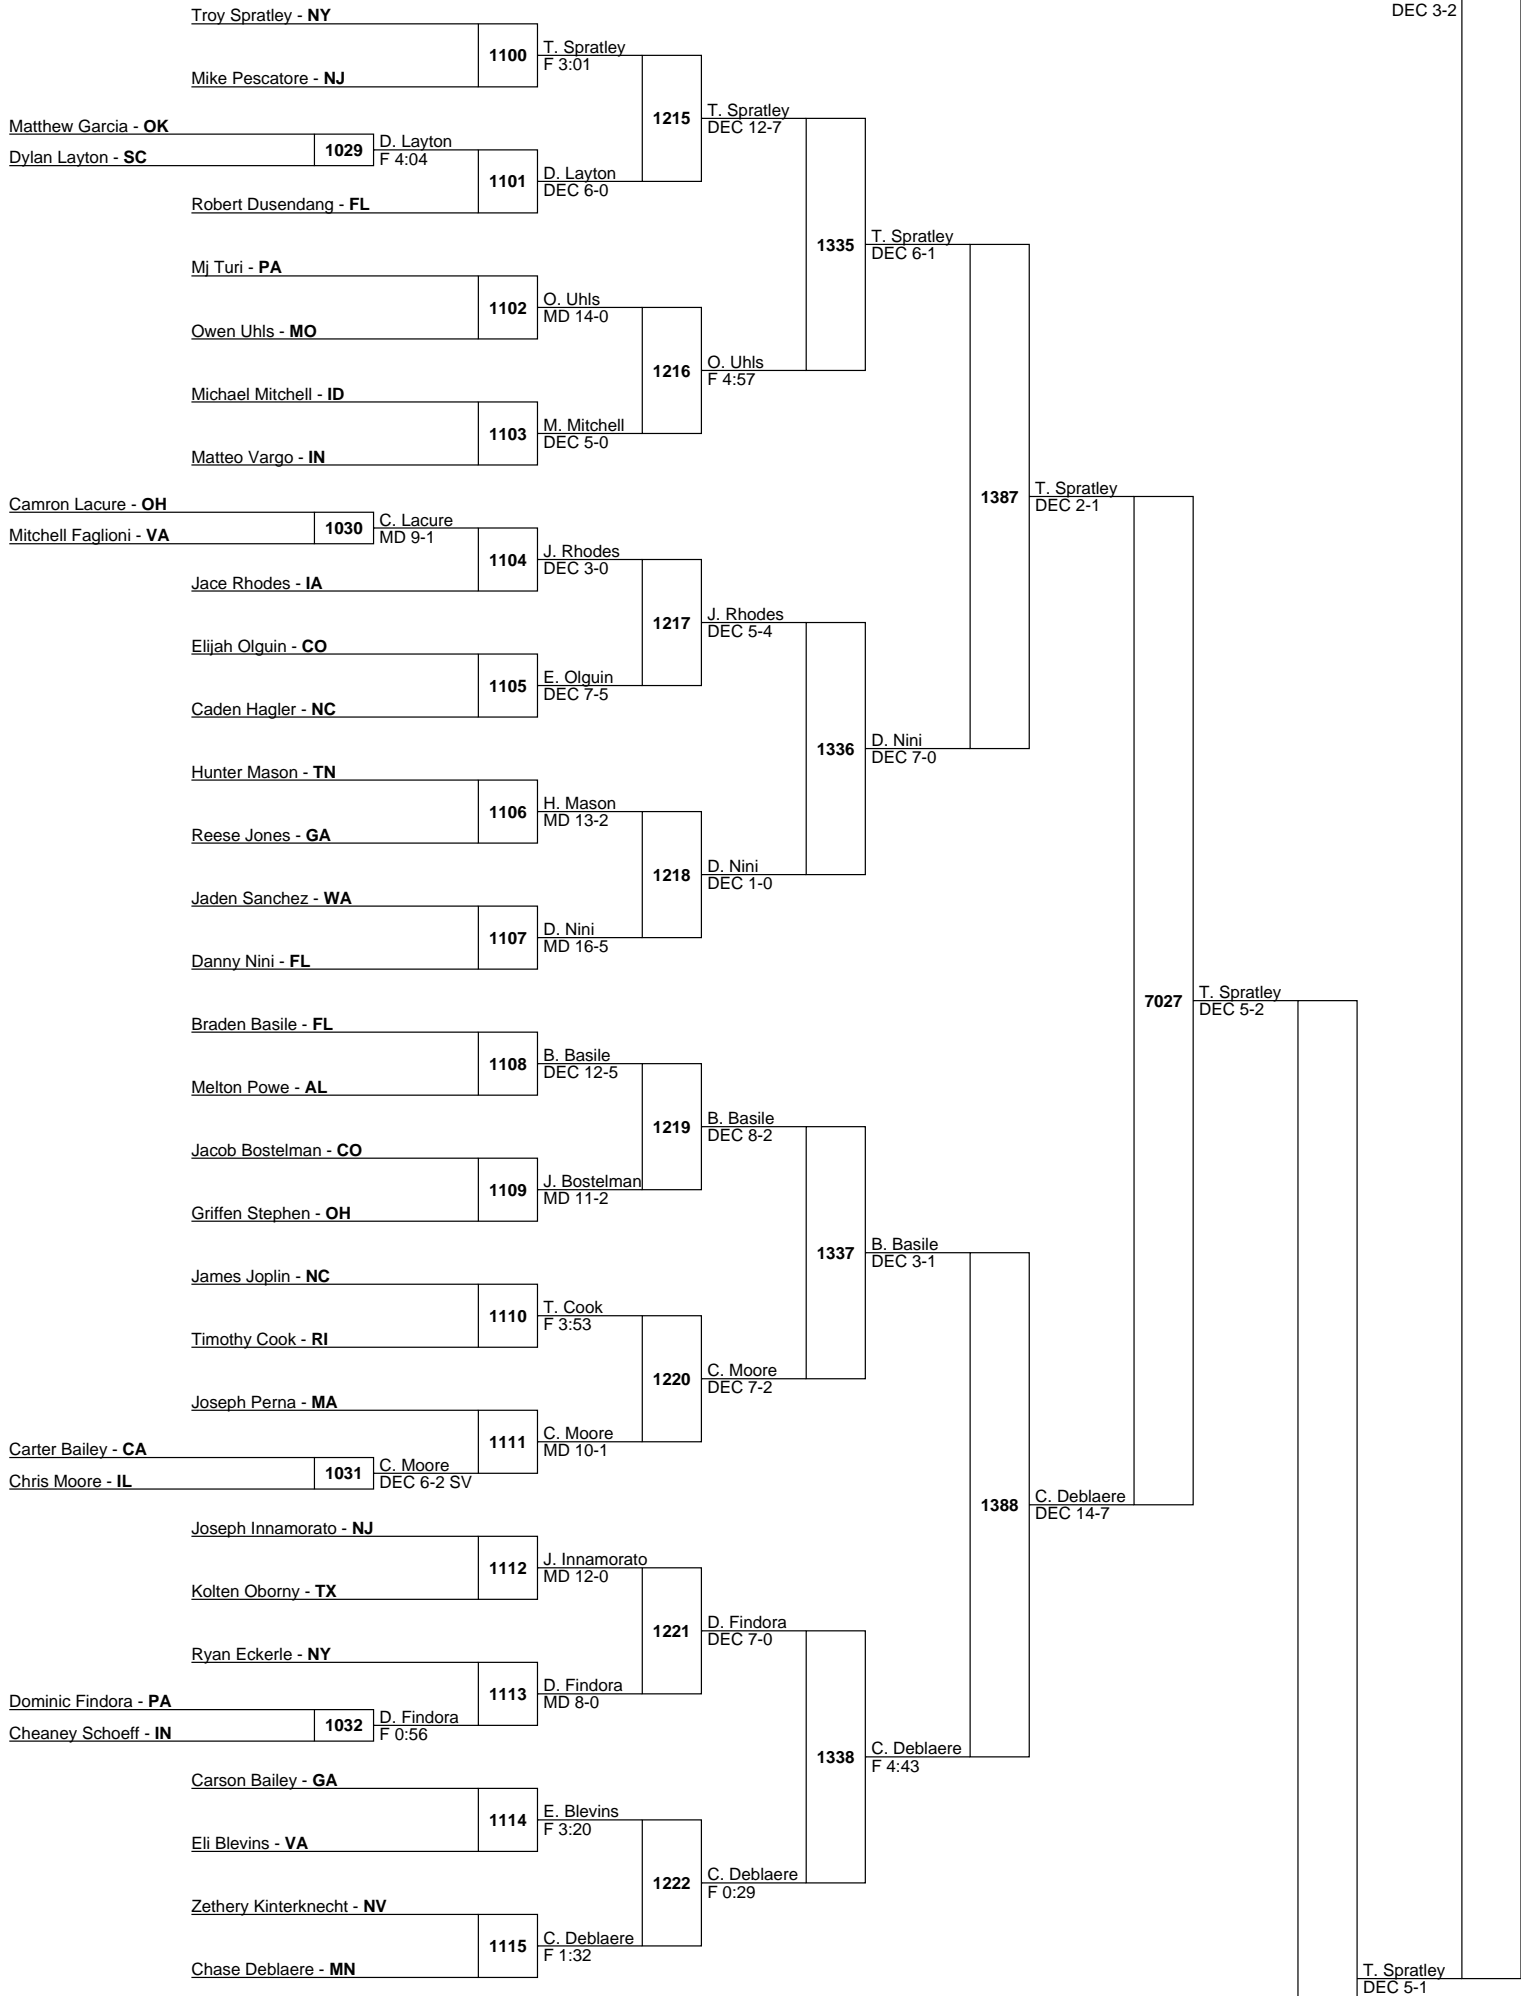 DEC 3-2
Troy Spratley - NY
1100
T. Spratley
F 3:01
Mike Pescatore - NJ
1215
T. Spratley
DEC 12-7
Matthew Garcia - OK
1029
D. Layton
F 4:04
Dylan Layton - SC
1101
D. Layton
DEC 6-0
Robert Dusendang - FL
1335
T. Spratley
DEC 6-1
Mj Turi - PA
1102
O. Uhls
MD 14-0
Owen Uhls - MO
1216
O. Uhls
F 4:57
Michael Mitchell - ID
1103
M. Mitchell
DEC 5-0
Matteo Vargo - IN
1387
T. Spratley
DEC 2-1
Camron Lacure - OH
1030
C. Lacure
MD 9-1
Mitchell Faglioni - VA
1104
J. Rhodes
DEC 3-0
Jace Rhodes - IA
1217
J. Rhodes
DEC 5-4
Elijah Olguin - CO
1105
E. Olguin
DEC 7-5
Caden Hagler - NC
1336
D. Nini
DEC 7-0
Hunter Mason - TN
1106
H. Mason
MD 13-2
Reese Jones - GA
1218
D. Nini
DEC 1-0
Jaden Sanchez - WA
1107
D. Nini
MD 16-5
Danny Nini - FL
7027
T. Spratley
DEC 5-2
Braden Basile - FL
1108
B. Basile
DEC 12-5
Melton Powe - AL
1219
B. Basile
DEC 8-2
Jacob Bostelman - CO
1109
J. Bostelman
MD 11-2
Griffen Stephen - OH
1337
B. Basile
DEC 3-1
James Joplin - NC
1110
T. Cook
F 3:53
Timothy Cook - RI
1220
C. Moore
DEC 7-2
Joseph Perna - MA
1111
C. Moore
MD 10-1
Carter Bailey - CA
1031
C. Moore
DEC 6-2 SV
Chris Moore - IL
1388
C. Deblaere
DEC 14-7
Joseph Innamorato - NJ
1112
J. Innamorato
MD 12-0
Kolten Oborny - TX
1221
D. Findora
DEC 7-0
Ryan Eckerle - NY
1113
D. Findora
MD 8-0
Dominic Findora - PA
1032
D. Findora
F 0:56
Cheaney Schoeff - IN
1338
C. Deblaere
F 4:43
Carson Bailey - GA
1114
E. Blevins
F 3:20
Eli Blevins - VA
1222
C. Deblaere
F 0:29
Zethery Kinterknecht - NV
1115
C. Deblaere
F 1:32
Chase Deblaere - MN
T. Spratley
DEC 5-1